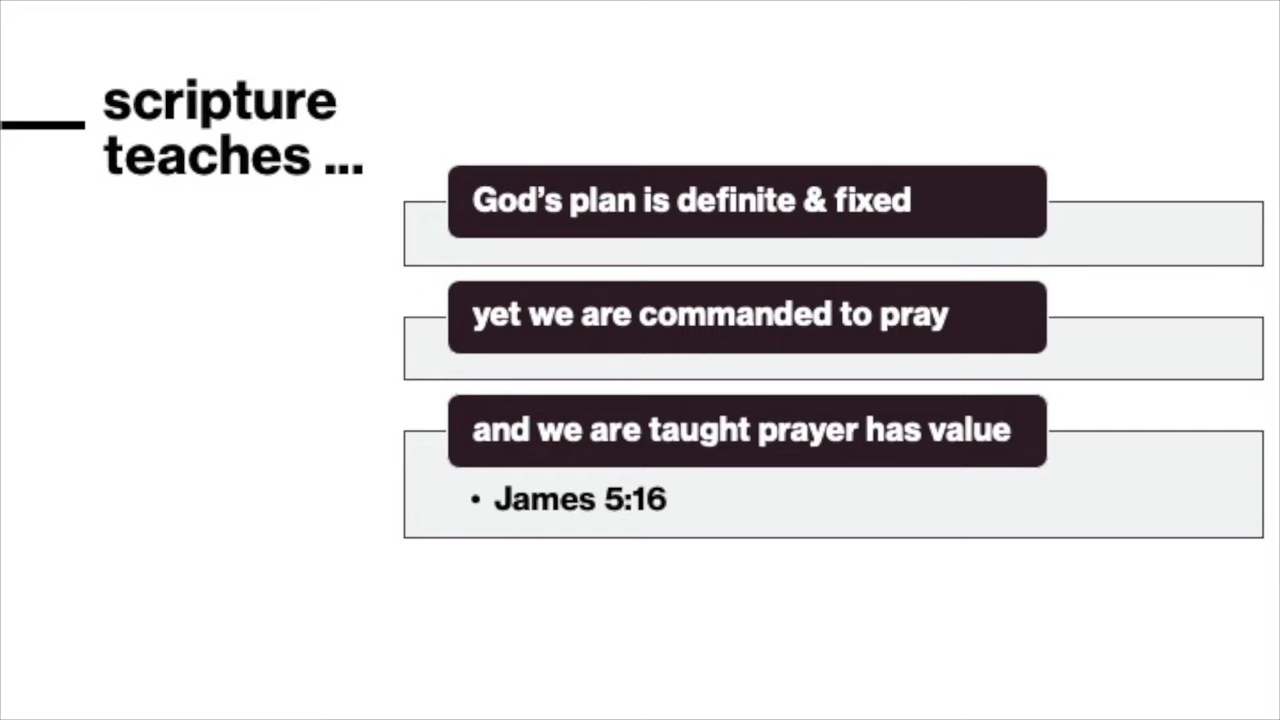 scripture
teaches ...
God’s plan is definite & fixed
yet we are commanded to pray
and we are taught prayer has value
• James 5:16